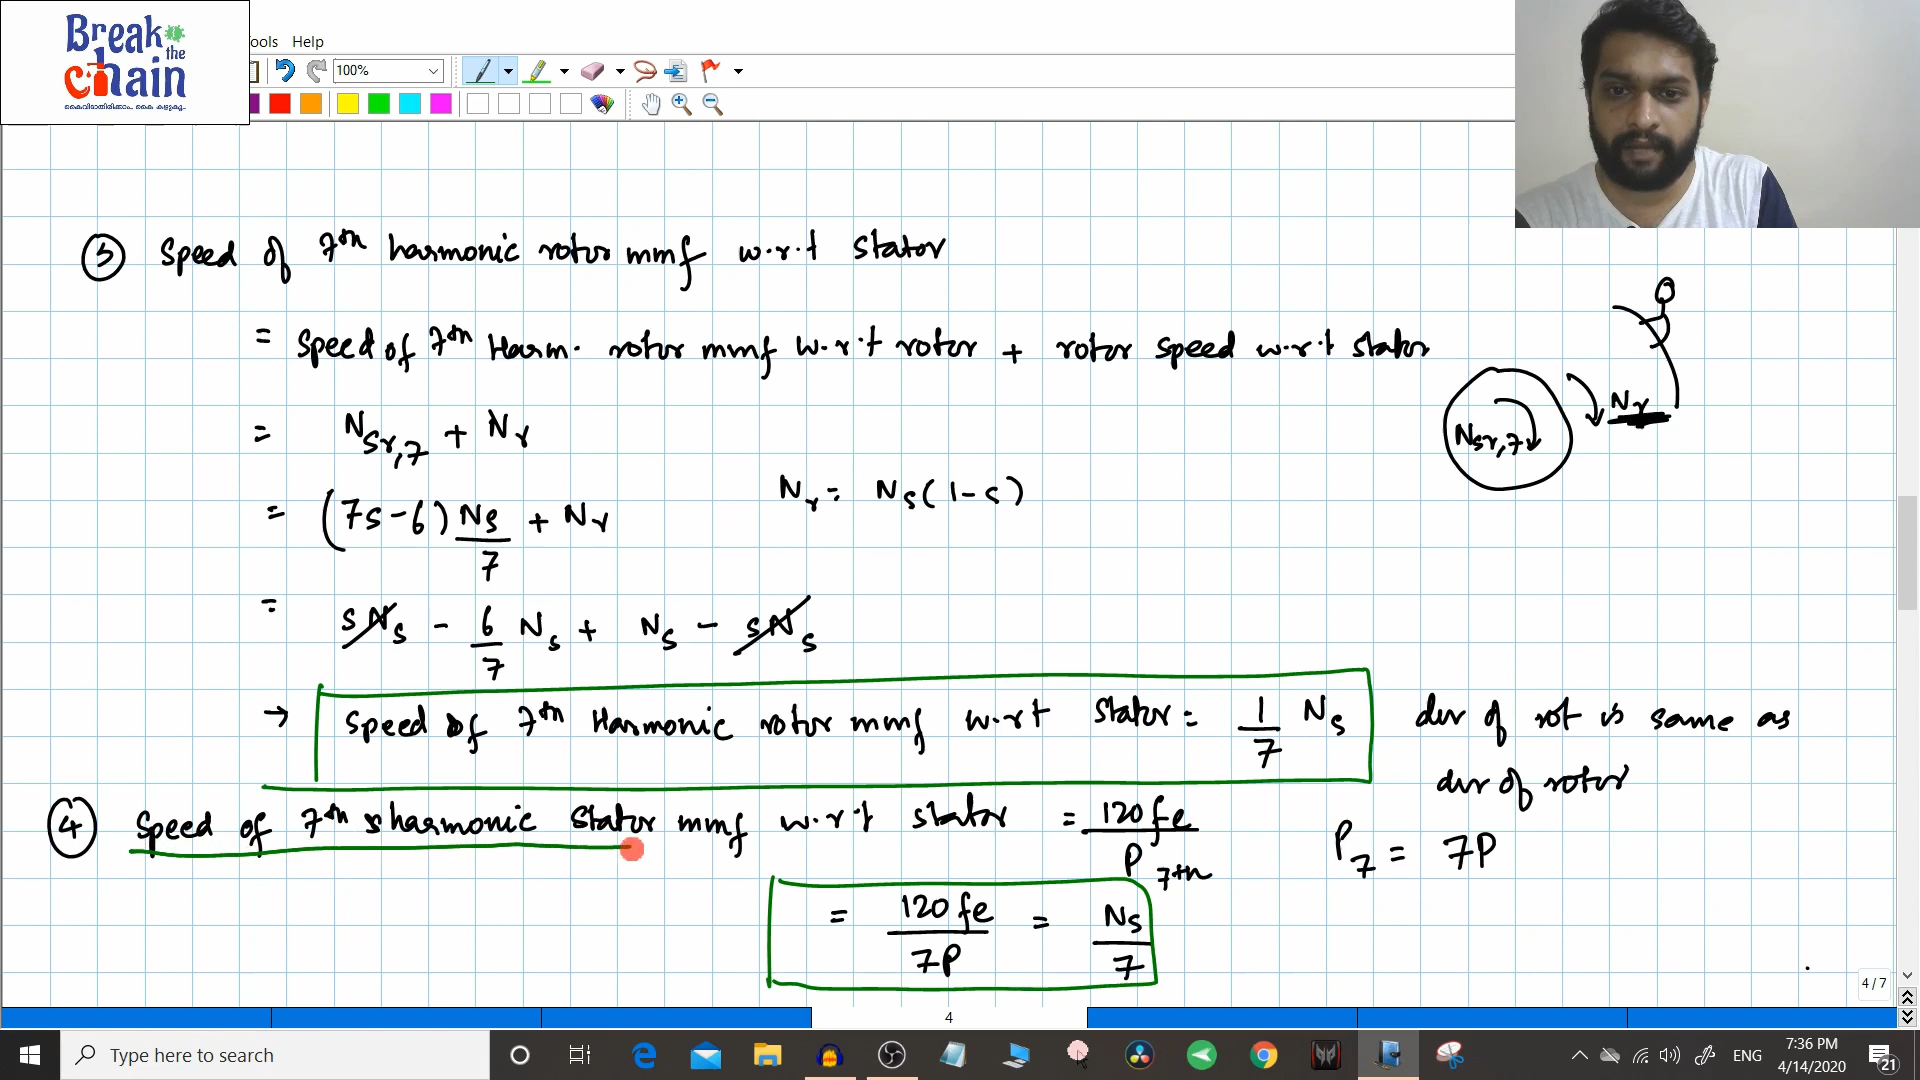 Break
the
chain
കൈവിടാതിരിക്കാം.. കൈ കഴുകൂ..
ools Help
100%
③ Speed of 7th harmonic rotor mmf w.r.t stator
= Speed of 7th Harm. rotor mmf w.r.t rotor + rotor speed w.r.t stator
= Nsr,7 + Nr
Nr = Ns(1-s)
= (7s-6) Ns/7 + Nr
= sNs - 6/7 Ns + Ns - sNs
→ Speed of 7th Harmonic rotor mmf w.r.t stator = 1/7 Ns
dir of rot is same as
dir of rotor
Nr
Nsr,7
④ Speed of 7th harmonic stator mmf w.r.t stator = 120fe/P 7th
P7 = 7P
= 120fe/7P = Ns/7
4 / 7
4
Type here to search
ENG
7:36 PM
4/14/2020
21